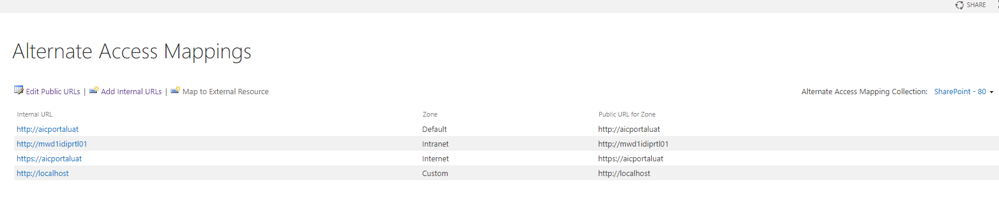 SHARE
Alternate Access Mappings
Edit Public URLs | Add Internal URLs | Map to External Resource Alternate Access Mapping Collection: SharePoint - 80
Internal URL Zone Public URL for Zone
http://aicportaluat Default http://aicportaluat
http://mwd1idiprtl01 Intranet http://mwd1idiprtl01
https://aicportaluat Internet https://aicportaluat
http://localhost Custom http://localhost